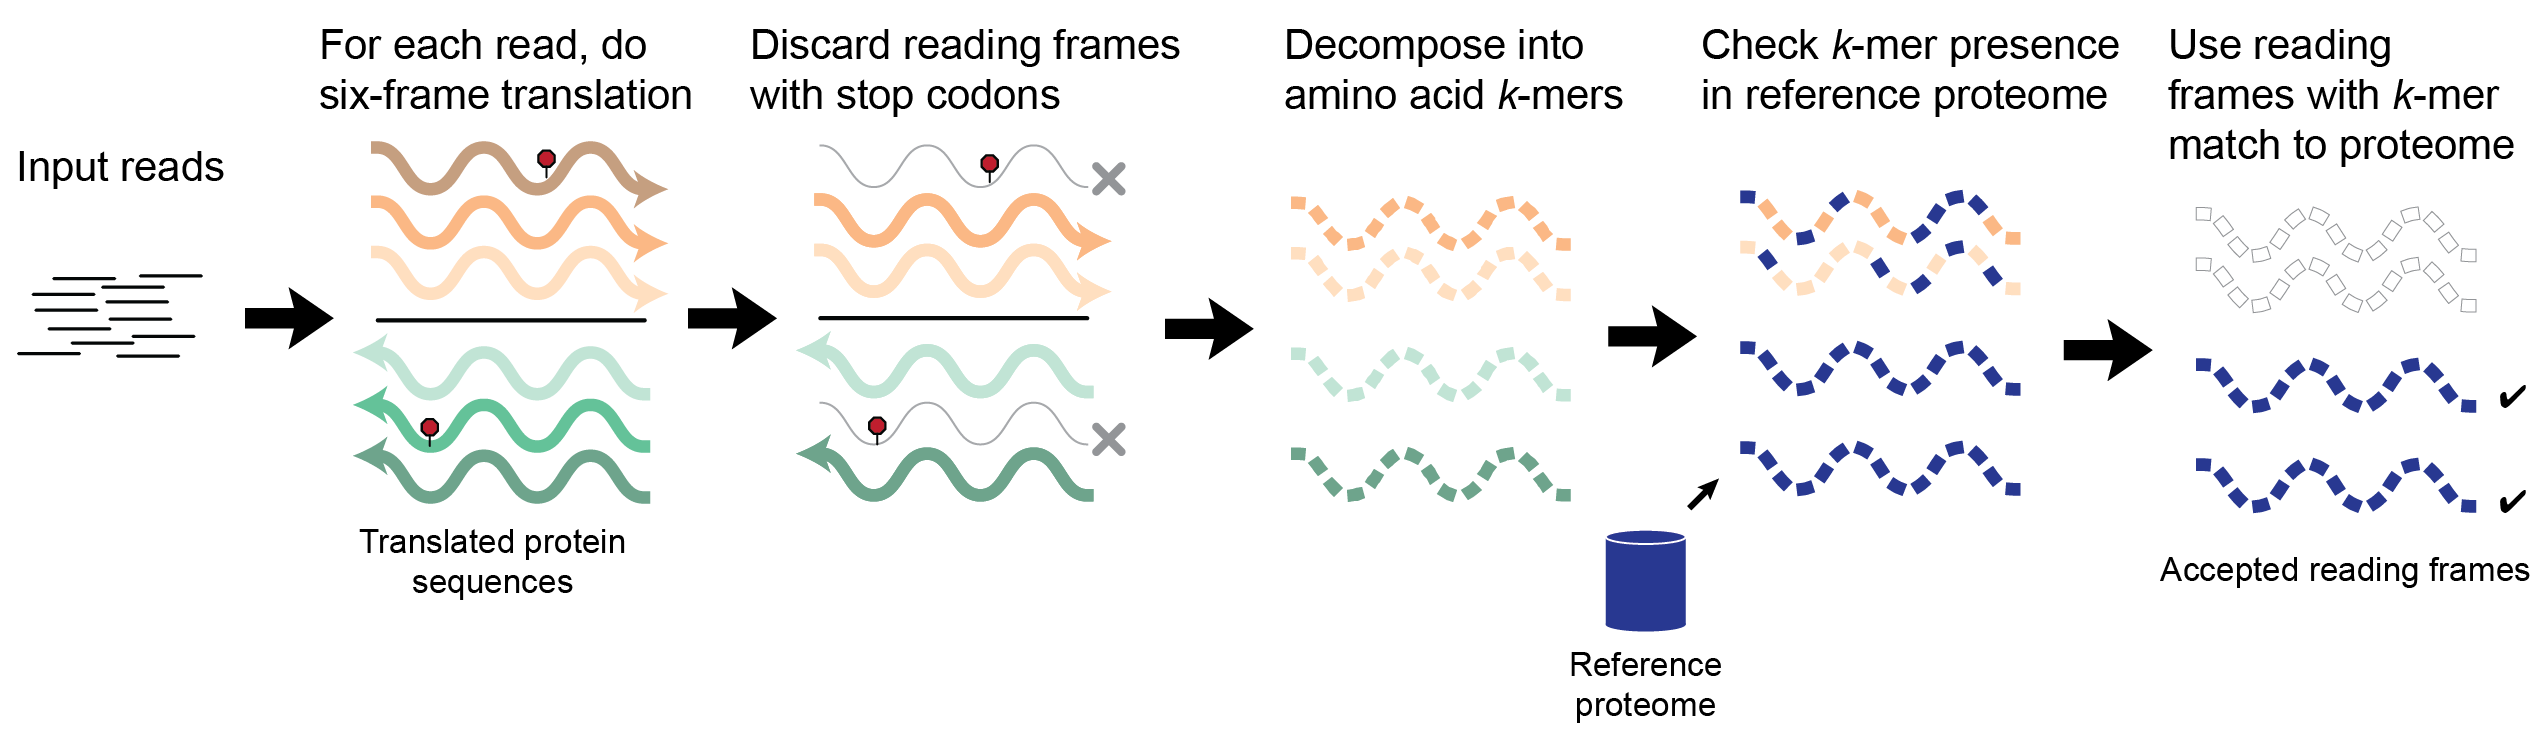 Input reads
For each read, do
six-frame translation
Translated protein
sequences
Discard reading frames
with stop codons
Decompose into
amino acid k-mers
Check k-mer presence
in reference proteome
Reference
proteome
Use reading
frames with k-mer
match to proteome
Accepted reading frames